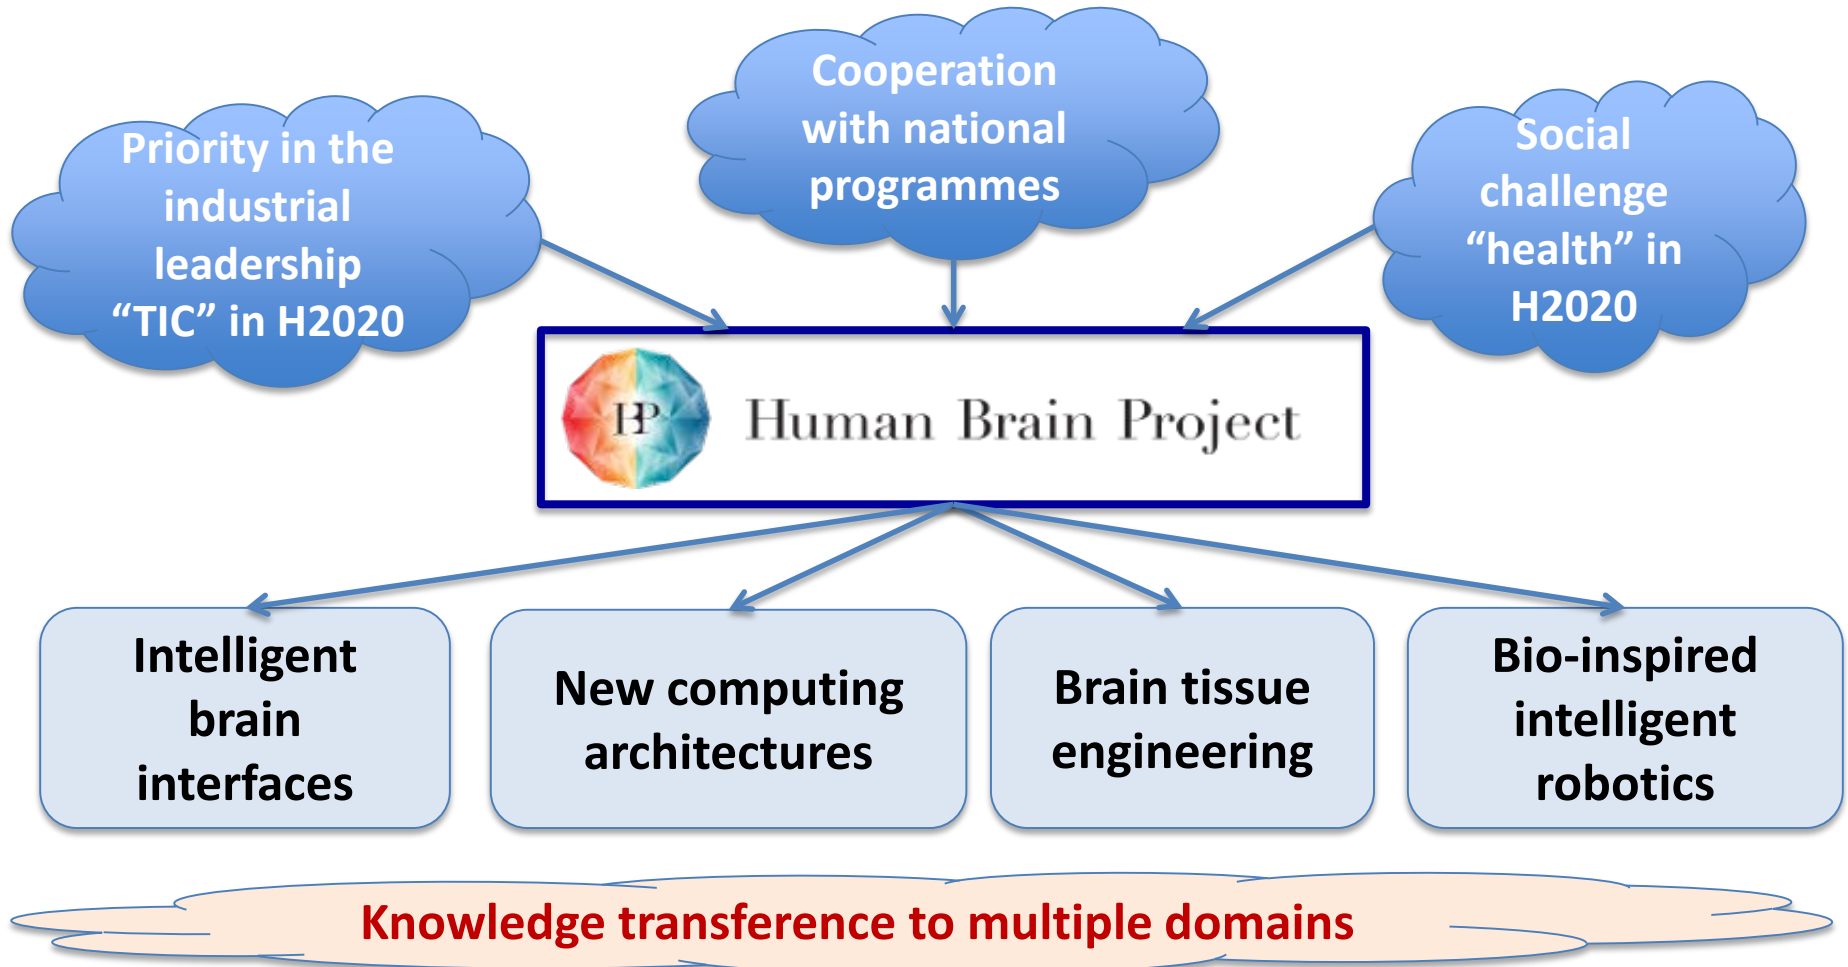 Cooperation
with national
programmes
Priority in the
industrial
leadership
“TIC” in H2020
Social
challenge
“health” in
H2020
HP Human Brain Project
Intelligent
brain
interfaces
New computing
architectures
Brain tissue
engineering
Bio-inspired
intelligent
robotics
Knowledge transference to multiple domains